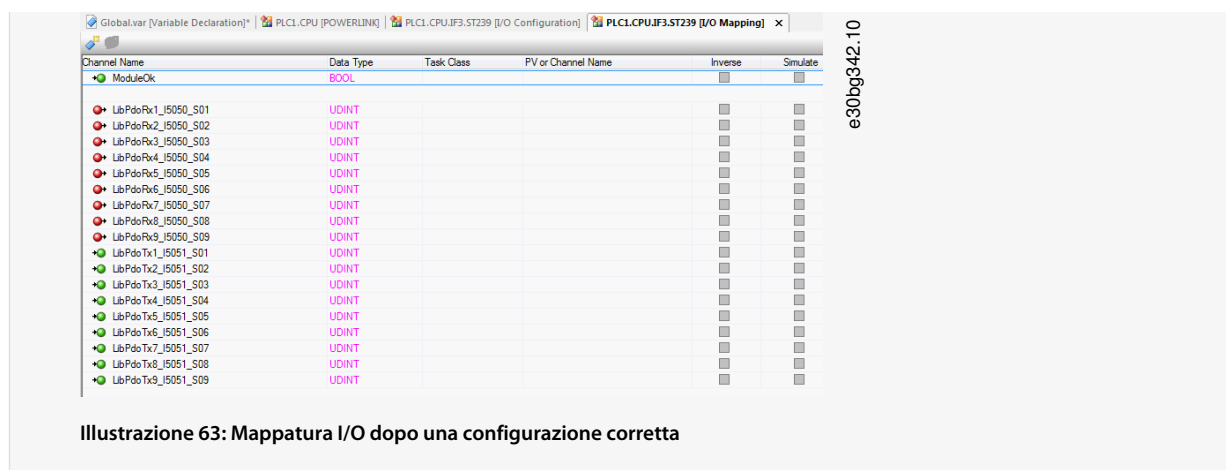 Global.var [Variable Declaration]* PLC1.CPU [POWERLINK] PLC1.CPU.IF3.ST239 [I/O Configuration] PLC1.CPU.IF3.ST239 [I/O Mapping] x
Channel Name Data Type Task Class PV or Channel Name Inverse Simulate
ModuleOk BOOL
LibPdoRx1_I5050_S01 UDINT
LibPdoRx2_I5050_S02 UDINT
LibPdoRx3_I5050_S03 UDINT
LibPdoRx4_I5050_S04 UDINT
LibPdoRx5_I5050_S05 UDINT
LibPdoRx6_I5050_S06 UDINT
LibPdoRx7_I5050_S07 UDINT
LibPdoRx8_I5050_S08 UDINT
LibPdoRx9_I5050_S09 UDINT
LibPdoTx1_I5051_S01 UDINT
LibPdoTx2_I5051_S02 UDINT
LibPdoTx3_I5051_S03 UDINT
LibPdoTx4_I5051_S04 UDINT
LibPdoTx5_I5051_S05 UDINT
LibPdoTx6_I5051_S06 UDINT
LibPdoTx7_I5051_S07 UDINT
LibPdoTx8_I5051_S08 UDINT
LibPdoTx9_I5051_S09 UDINT
e30bg342.10
Illustrazione 63: Mappatura I/O dopo una configurazione corretta